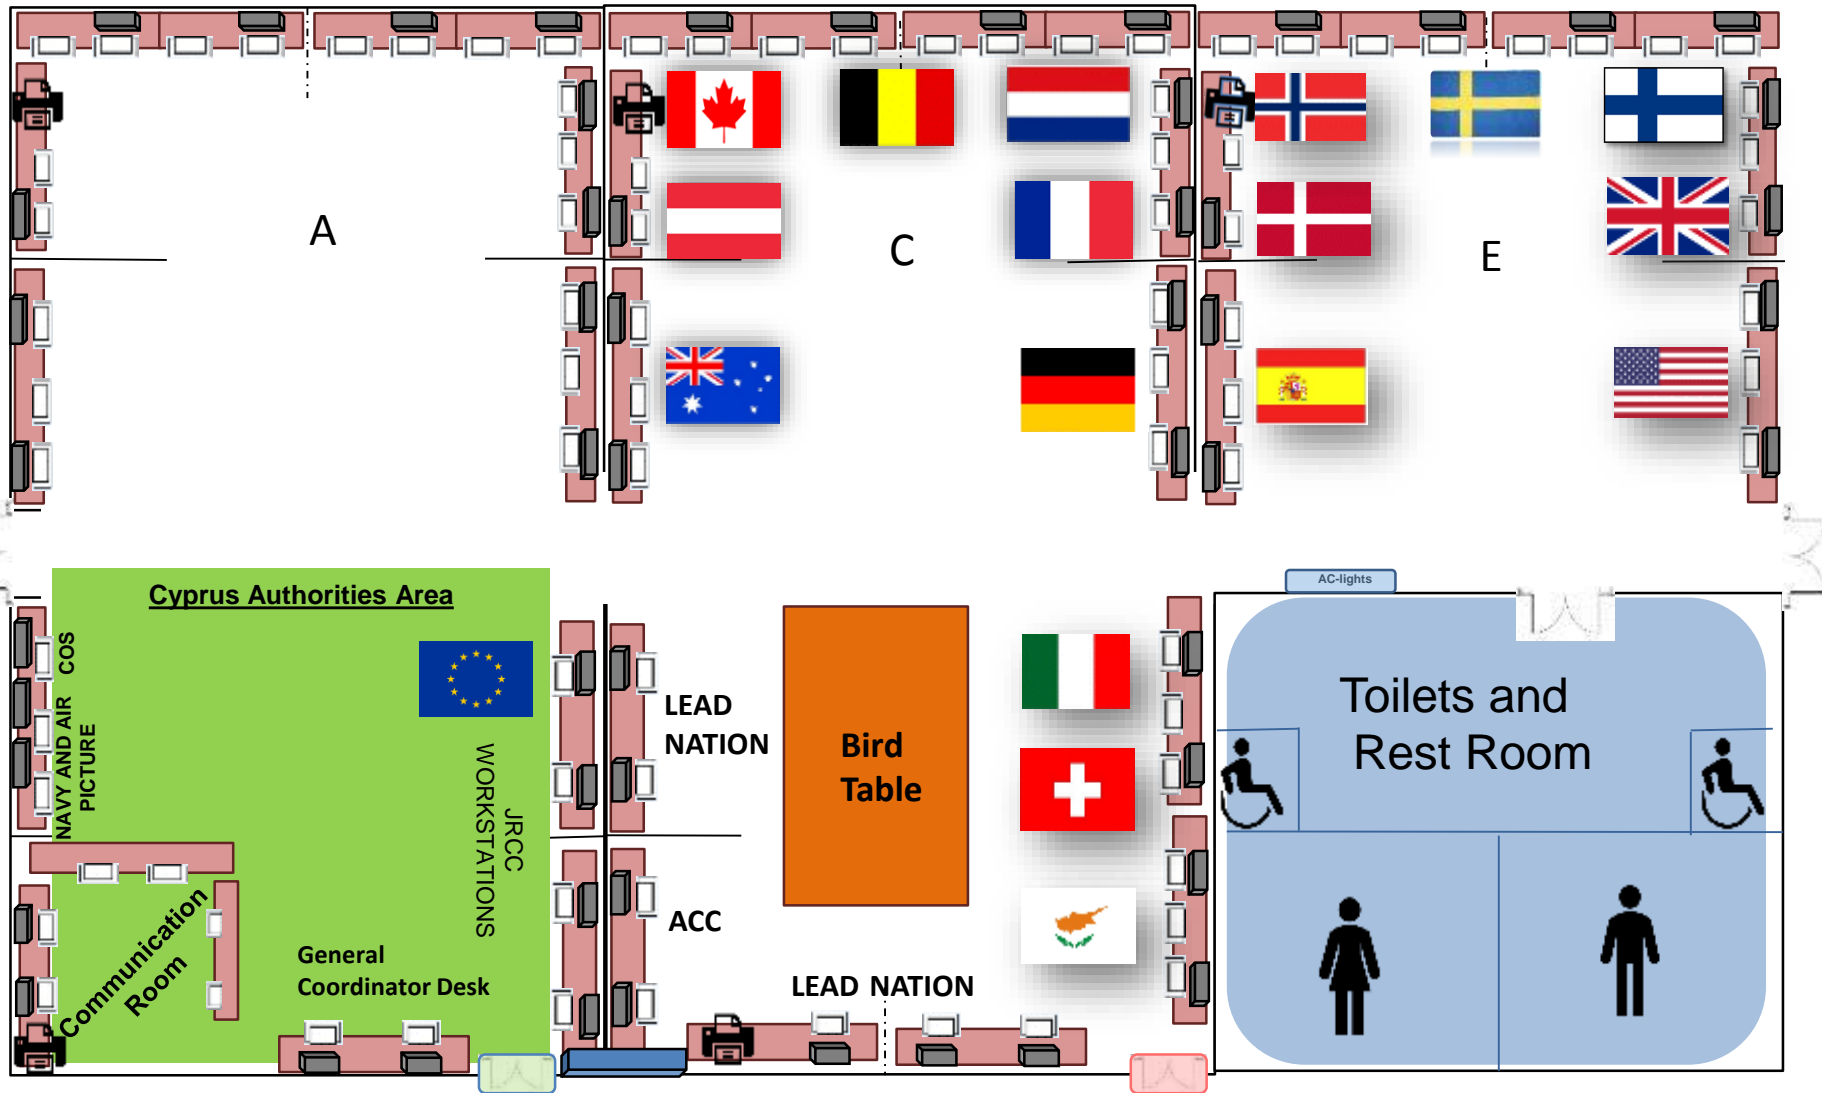 A
C
E
AC-lights
Cyprus Authorities Area
COS
NAVY AND AIR
PICTURE
JRCC
WORKSTATIONS
LEAD
NATION
Bird
Table
Toilets and
Rest Room
ACC
Communication
Room
General
Coordinator Desk
LEAD NATION